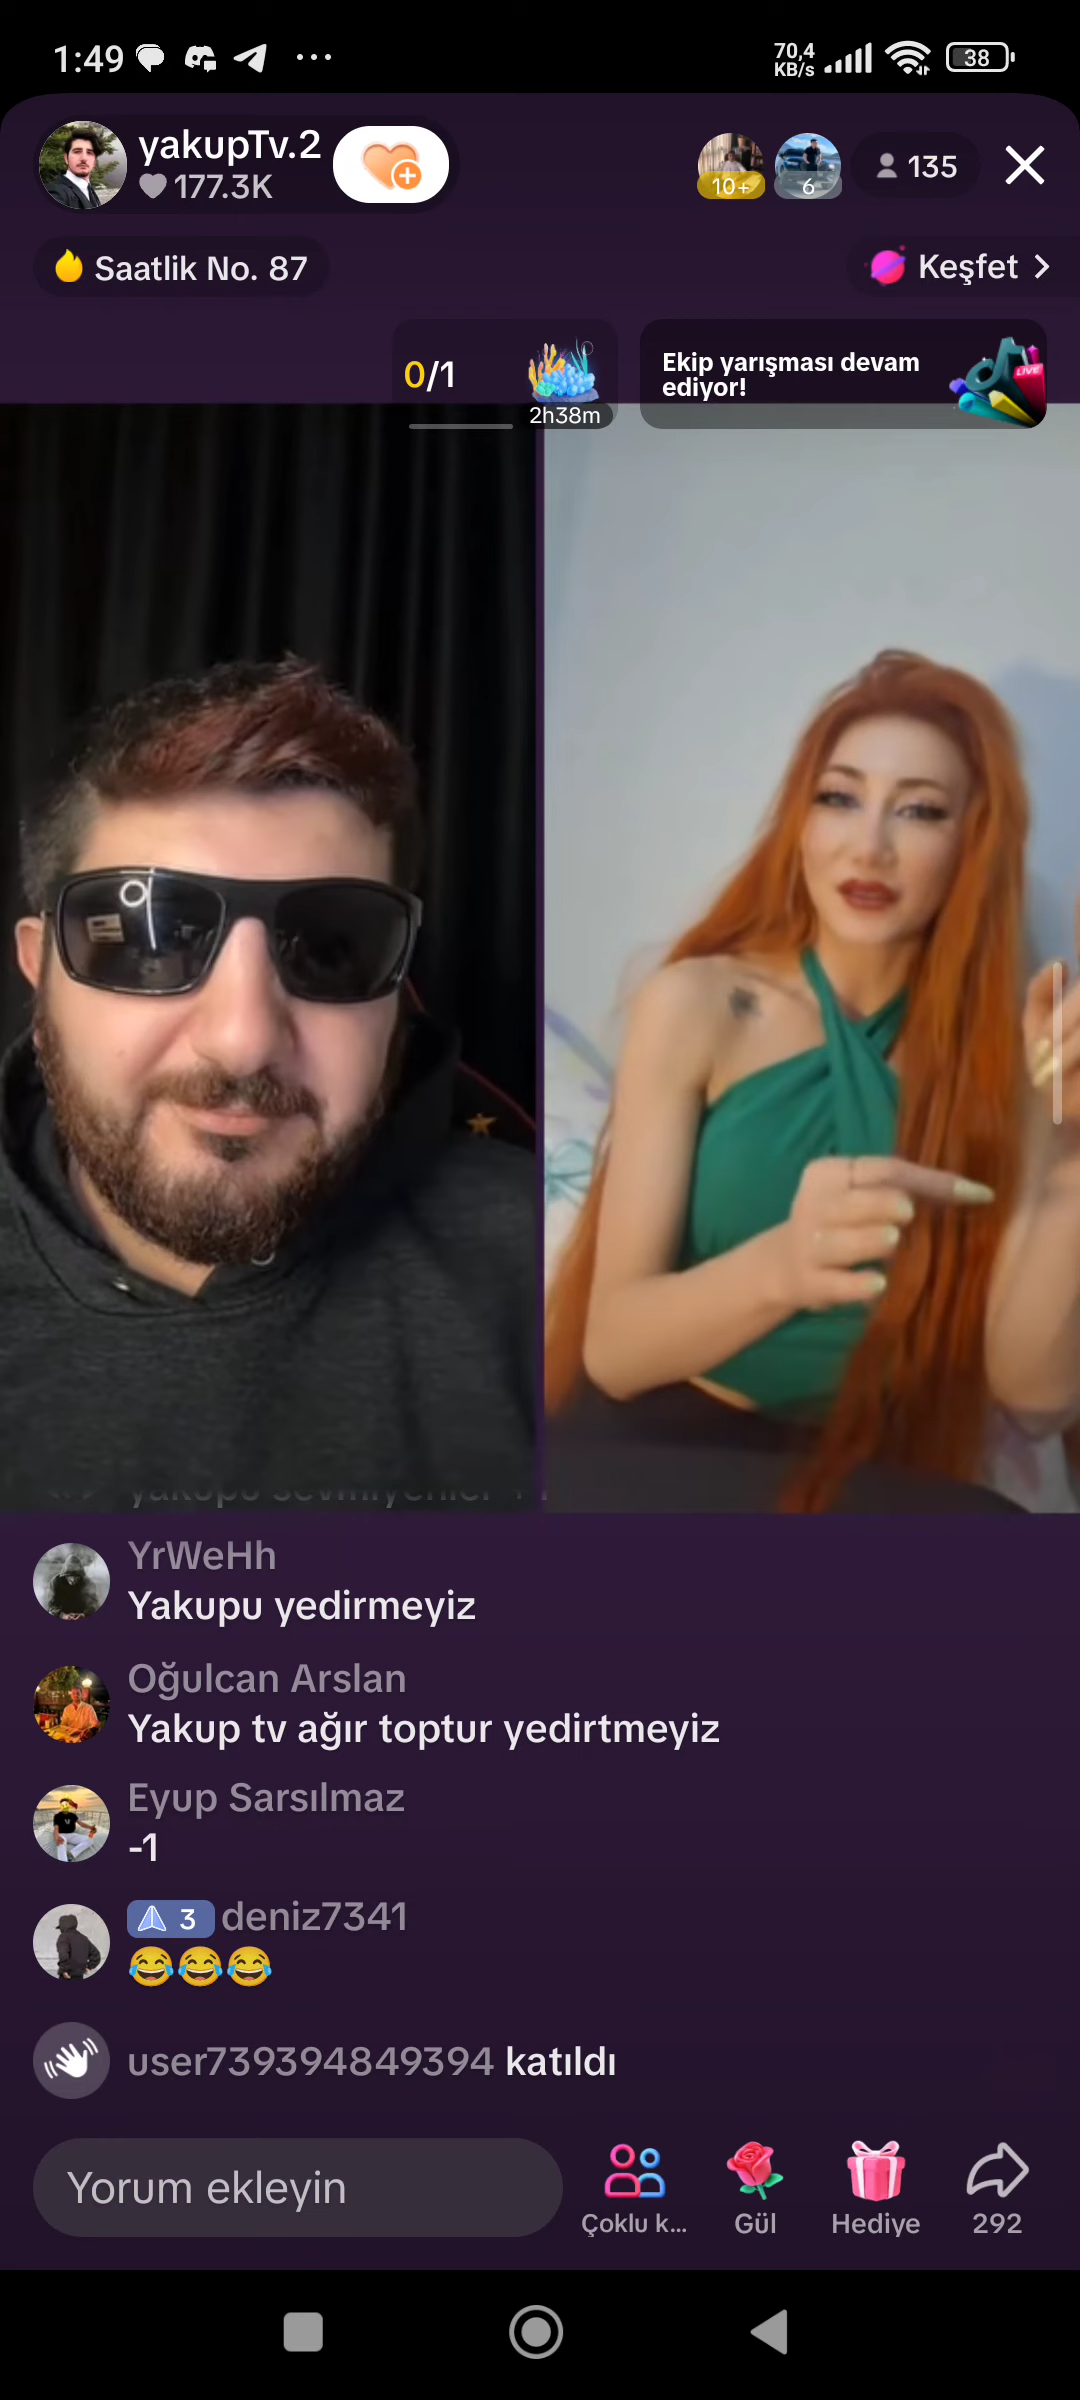 1:49
70,4
KB/s
38
yakupTv.2
177.3K
10+
6
135
Saatlik No. 87
Keşfet
0/1
2h38m
Ekip yarışması devam
ediyor!
LIVE
YrWeHh
Yakupu yedirmeyiz
Oğulcan Arslan
Yakup tv ağır toptur yedirtmeyiz
Eyup Sarsılmaz
-1
3 deniz7341
😂😂😂
user739394849394 katıldı
Yorum ekleyin
Çoklu k...
Gül
Hediye
292